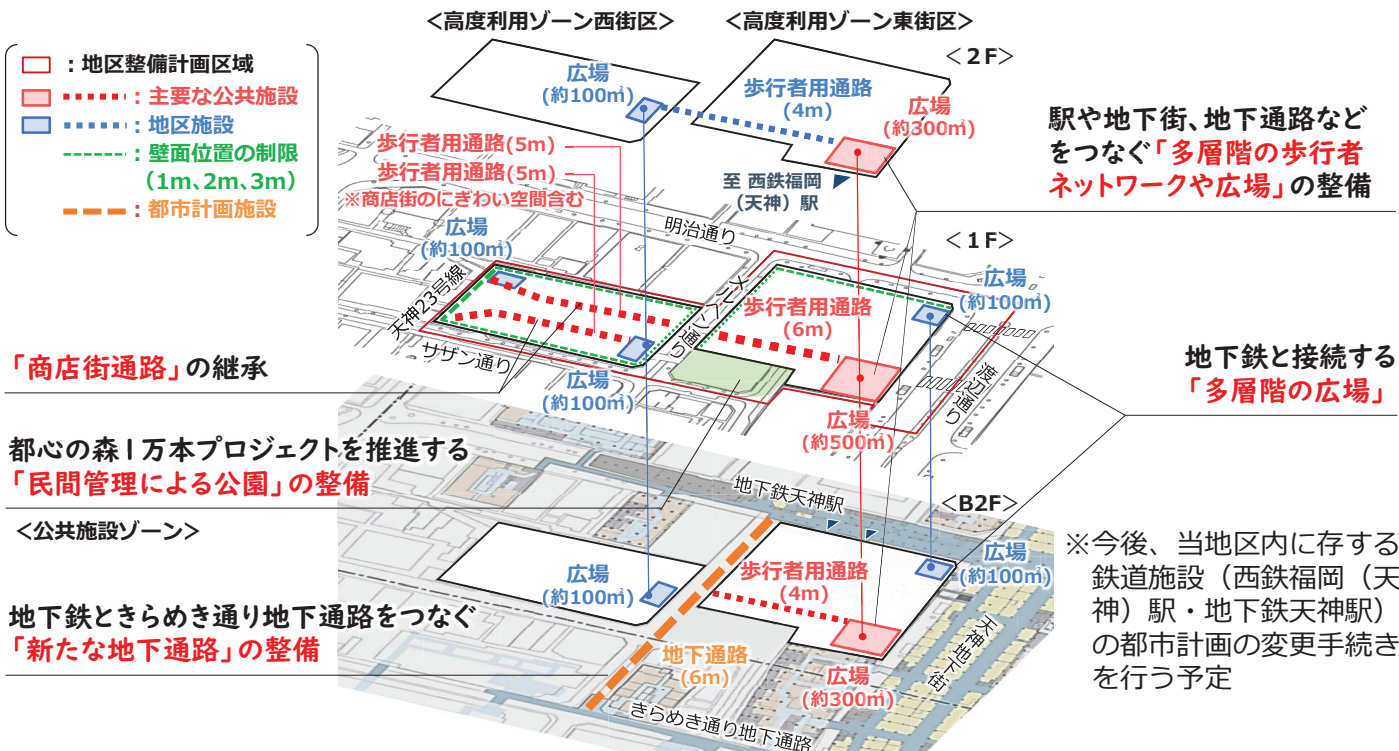 ＜高度利用ゾーン西街区＞
＜高度利用ゾーン東街区＞
：地区整備計画区域
：主要な公共施設
：地区施設
：壁面位置の制限
（1m、2m、3m）
：都市計画施設
＜2F＞
広場
(約100㎡)
歩行者用通路
(4m)
広場
(約300㎡)
歩行者用通路(5m)
歩行者用通路(5m)
※商店街のにぎわい空間含む
至 西鉄福岡
（天神）駅
駅や地下街、地下通路など
をつなぐ「多層階の歩行者
ネットワークや広場」の整備
＜1F＞
明治通り
広場
(約100㎡)
天神23号線
メルヘン通り
歩行者用通路
(6m)
広場
(約100㎡)
サザン通り
渡辺通り
広場
(約100㎡)
広場
(約500㎡)
「商店街通路」の継承
地下鉄と接続する
「多層階の広場」
都心の森1万本プロジェクトを推進する
「民間管理による公園」の整備
＜公共施設ゾーン＞
地下鉄天神駅
＜B2F＞
広場
(約100㎡)
歩行者用通路
(4m)
広場
(約100㎡)
地下鉄ときらめき通り地下通路をつなぐ
「新たな地下通路」の整備
地下通路
(6m)
広場
(約300㎡)
天神地下街
きらめき通り地下通路
※今後、当地区内に存する
鉄道施設（西鉄福岡（天
神）駅・地下鉄天神駅）
の都市計画の変更手続き
を行う予定